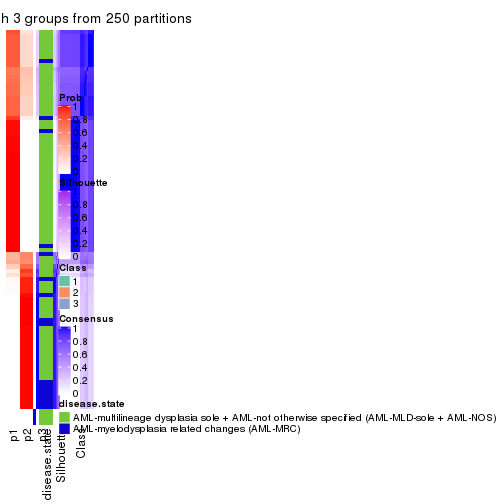 h 3 groups from 250 partitions
Prob
1
0.8
0.6
0.4
0.2
0
Silhouette
1
0.8
0.6
0.4
0.2
0
Class
1
2
3
Consensus
1
0.8
0.6
0.4
0.2
0
disease.state
AML-multilineage dysplasia sole + AML-not otherwise specified (AML-MLD-sole + AML-NOS)
AML-myelodysplasia related changes (AML-MRC)
p1
p2
p3
disease.state
Silhouette
Class